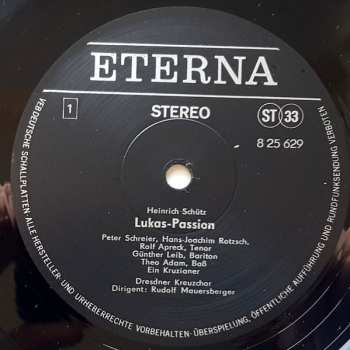 ETERNA
1
STEREO
ST 33
8 25 629
Heinrich Schütz
Lukas-Passion
Peter Schreier, Hans-Joachim Rotzsch,
Rolf Apreck, Tenor
Günther Leib, Bariton
Theo Adam, Baß
Ein Kruzianer
Dresdner Kreuzchor
Dirigent: Rudolf Mauersberger
VEB DEUTSCHE SCHALLPLATTEN · ALLE HERSTELLER- UND URHEBERRECHTE VORBEHALTEN · ÜBERSPIELUNG, ÖFFENTLICHE AUFFÜHRUNG UND RUNDFUNKSENDUNG VERBOTEN